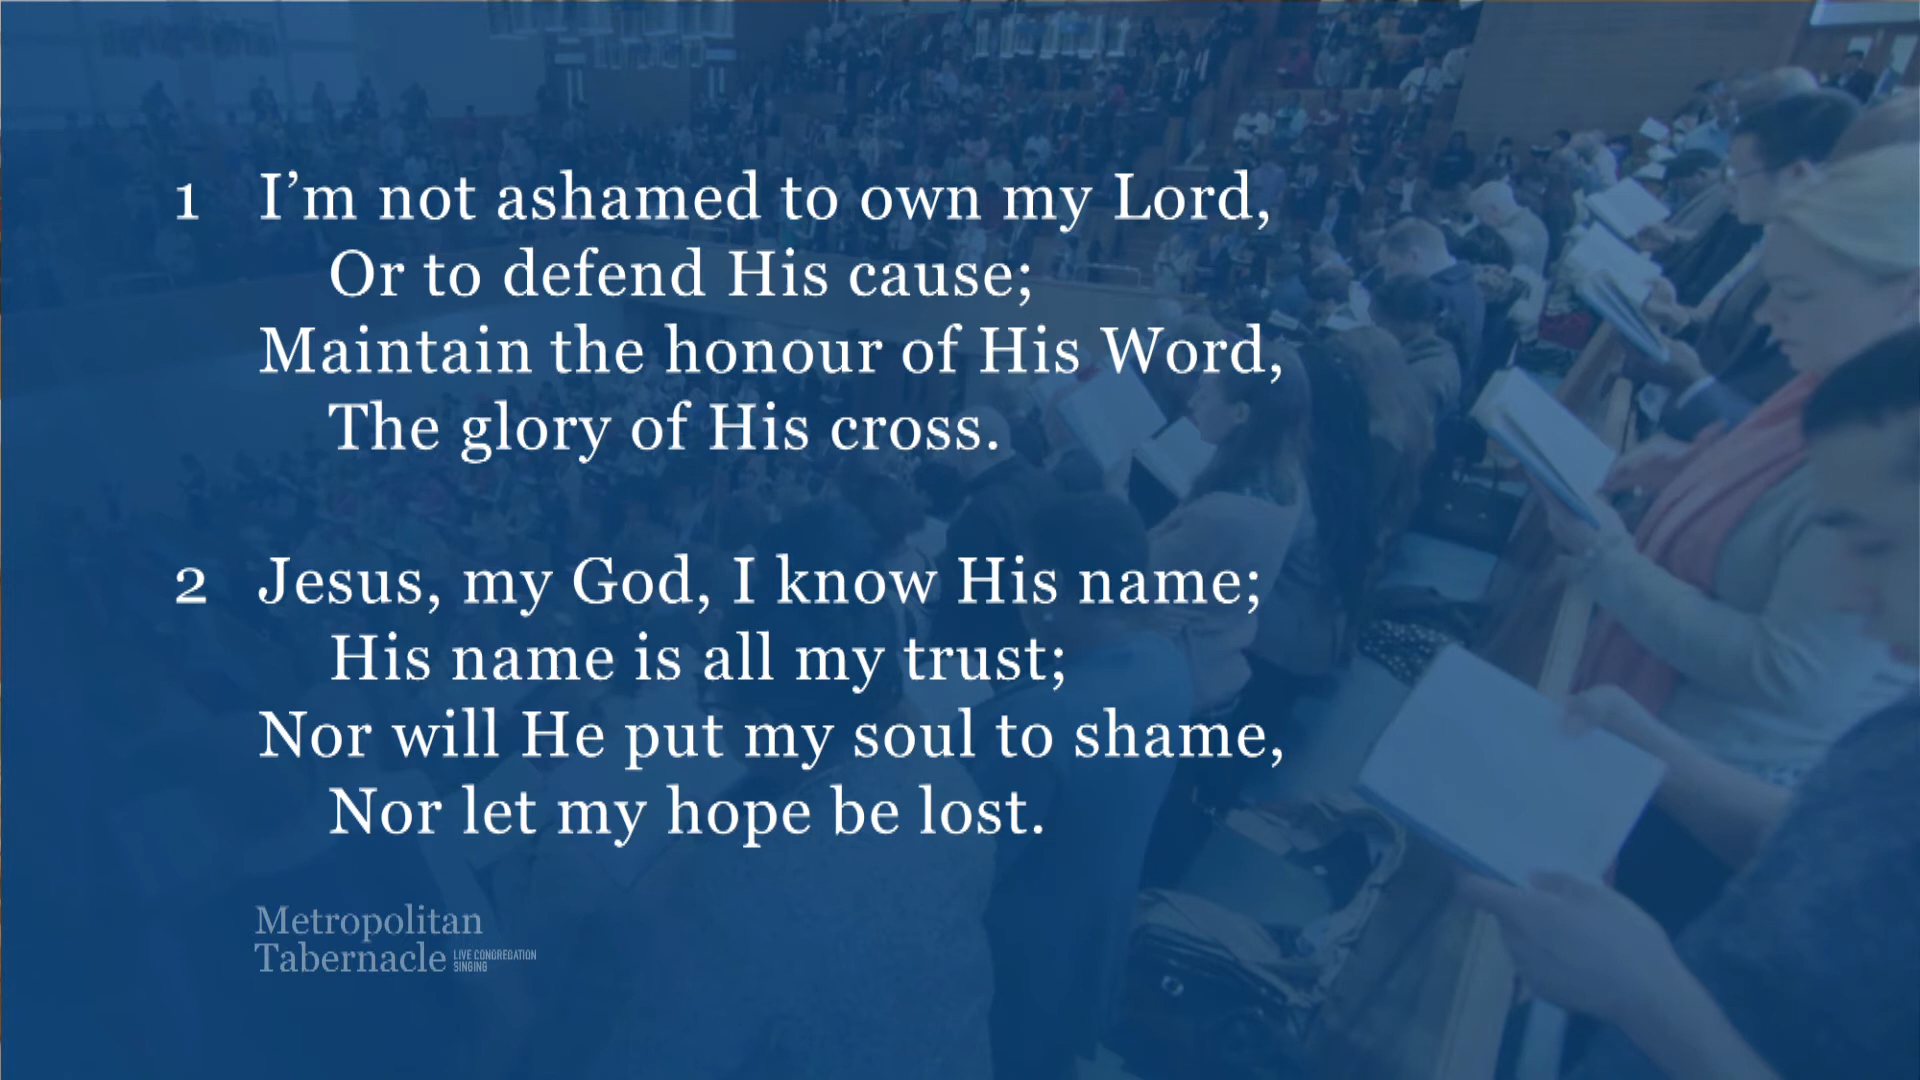 1 I’m not ashamed to own my Lord,
Or to defend His cause;
Maintain the honour of His Word,
The glory of His cross.
2 Jesus, my God, I know His name;
His name is all my trust;
Nor will He put my soul to shame,
Nor let my hope be lost.
Metropolitan
Tabernacle LIVE CONGREGATION
SINGING